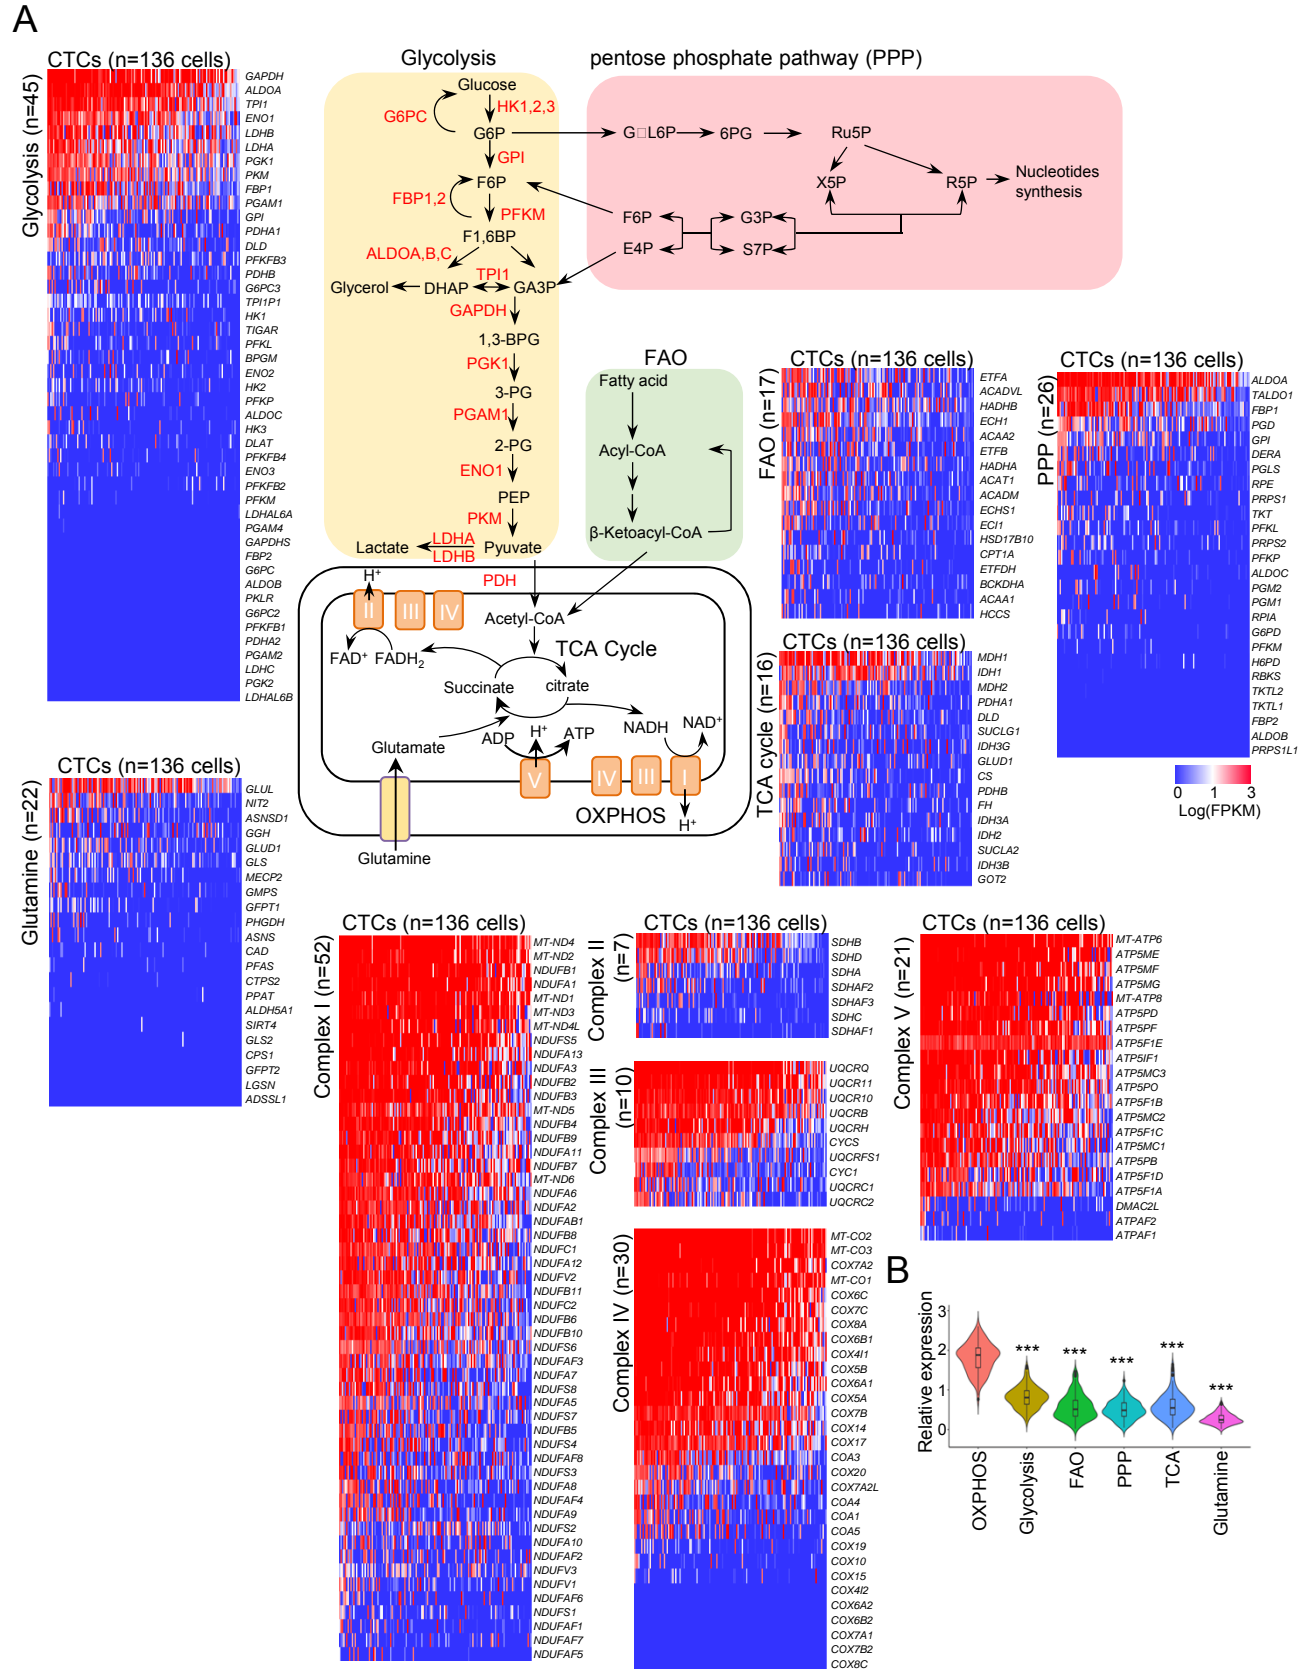 A
CTCs (n=136 cells)
Glycolysis (n=45)
GAPDH
ALDOA
TPI1
ENO1
LDHB
LDHA
PGK1
PKM
FBP1
PGAM1
GPI
PDHA1
DLD
PFKFB3
PDHB
G6PC3
TPI1P1
HK1
TIGAR
PFKL
BPGM
ENO2
HK2
PFKP
ALDOC
HK3
DLAT
PFKFB4
ENO3
PFKFB2
PFKM
LDHAL6A
PGAM4
GAPDHS
FBP2
G6PC
ALDOB
PKLR
G6PC2
PFKFB1
PDHA2
PGAM2
LDHC
PGK2
LDHAL6B
Glycolysis
Glucose
G6PC
HK1,2,3
G6P
GPI
F6P
FBP1,2
PFKM
F1,6BP
ALDOA,B,C
TPI1
Glycerol
DHAP
GA3P
GAPDH
1,3-BPG
PGK1
3-PG
PGAM1
2-PG
ENO1
PEP
PKM
LDHA
Lactate
Pyuvate
LDHB
PDH
pentose phosphate pathway (PPP)
G□L6P
6PG
Ru5P
X5P
R5P
Nucleotides
synthesis
F6P
G3P
E4P
S7P
FAO
Fatty acid
Acyl-CoA
β-Ketoacyl-CoA
H+
II
III
IV
FAD+
FADH2
Acetyl-CoA
TCA Cycle
Succinate
citrate
Glutamate
ADP
H+
ATP
NADH
NAD+
V
IV
III
I
OXPHOS
H+
Glutamine
CTCs (n=136 cells)
FAO (n=17)
ETFA
ACADVL
HADHB
ECH1
ACAA2
ETFB
HADHA
ACAT1
ACADM
ECHS1
ECI1
HSD17B10
CPT1A
ETFDH
BCKDHA
ACAA1
HCCS
CTCs (n=136 cells)
PPP (n=26)
ALDOA
TALDO1
FBP1
PGD
GPI
DERA
PGLS
RPE
PRPS1
TKT
PFKL
PRPS2
PFKP
ALDOC
PGM2
PGM1
RPIA
G6PD
PFKM
H6PD
RBKS
TKTL2
TKTL1
FBP2
ALDOB
PRPS1L1
0 1 3
Log(FPKM)
CTCs (n=136 cells)
TCA cycle (n=16)
MDH1
IDH1
MDH2
PDHA1
DLD
SUCLG1
IDH3G
GLUD1
CS
PDHB
FH
IDH3A
IDH2
SUCLA2
IDH3B
GOT2
CTCs (n=136 cells)
Glutamine (n=22)
GLUL
NIT2
ASNSD1
GGH
GLUD1
GLS
MECP2
GMPS
GFPT1
PHGDH
ASNS
CAD
PFAS
CTPS2
PPAT
ALDH5A1
SIRT4
GLS2
CPS1
GFPT2
LGSN
ADSSL1
CTCs (n=136 cells)
Complex I (n=52)
MT-ND4
MT-ND2
NDUFB1
NDUFA1
MT-ND1
MT-ND3
MT-ND4L
NDUFS5
NDUFA13
NDUFA3
NDUFB2
NDUFB3
MT-ND5
NDUFB4
NDUFB9
NDUFA11
NDUFB7
MT-ND6
NDUFA6
NDUFA2
NDUFAB1
NDUFB8
NDUFC1
NDUFA12
NDUFV2
NDUFB11
NDUFC2
NDUFB6
NDUFB10
NDUFS6
NDUFAF3
NDUFA7
NDUFS8
NDUFA5
NDUFS7
NDUFB5
NDUFS4
NDUFAF8
NDUFS3
NDUFA8
NDUFAF4
NDUFA9
NDUFS2
NDUFA10
NDUFAF2
NDUFV3
NDUFV1
NDUFAF6
NDUFS1
NDUFAF1
NDUFAF7
NDUFAF5
CTCs (n=136 cells)
Complex II
(n=7)
SDHB
SDHD
SDHA
SDHAF2
SDHAF3
SDHC
SDHAF1
Complex III
(n=10)
UQCRQ
UQCR11
UQCR10
UQCRB
UQCRH
CYCS
UQCRFS1
CYC1
UQCRC1
UQCRC2
Complex IV (n=30)
MT-CO2
MT-CO3
COX7A2
MT-CO1
COX6C
COX7C
COX8A
COX6B1
COX4I1
COX5B
COX6A1
COX5A
COX7B
COX14
COX17
COA3
COX20
COX7A2L
COA4
COA1
COA5
COX19
COX10
COX15
COX4I2
COX6A2
COX6B2
COX7A1
COX7B2
COX8C
CTCs (n=136 cells)
Complex V (n=21)
MT-ATP6
ATP5ME
ATP5MF
ATP5MG
MT-ATP8
ATP5PD
ATP5PF
ATP5F1E
ATP5IF1
ATP5MC3
ATP5PO
ATP5F1B
ATP5MC2
ATP5F1C
ATP5MC1
ATP5PB
ATP5F1D
ATP5F1A
DMAC2L
ATPAF2
ATPAF1
B
Relative expression
3
2
1
0
*** *** *** *** ***
OXPHOS
Glycolysis
FAO
PPP
TCA
Glutamine